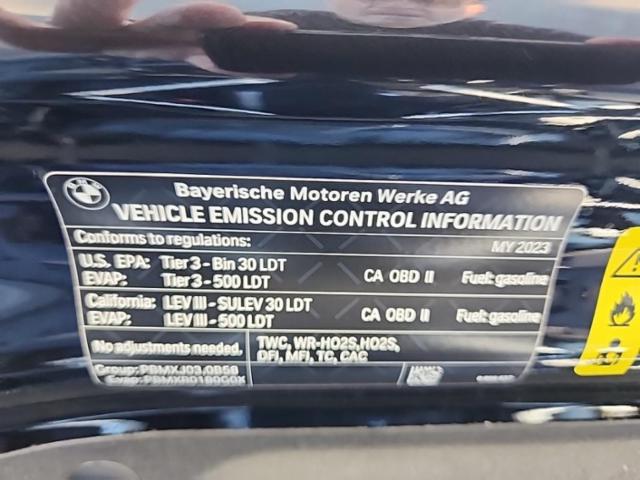 Bayerische Motoren Werke AG
VEHICLE EMISSION CONTROL INFORMATION
Conforms to regulations: MY 2023
U.S. EPA: Tier 3 - Bin 30 LDT
EVAP: Tier 3 - 500 LDT CA OBD II Fuel: gasoline
California: LEV III - SULEV 30 LDT
EVAP: LEV III - 500 LDT CA OBD II Fuel: gasoline
No adjustments needed. TWC, WR-HO2S, HO2S,
DFI, MFI, TC, CAC
Group: PBMXJ03.0B58
Evap: PBMXR0180G0X